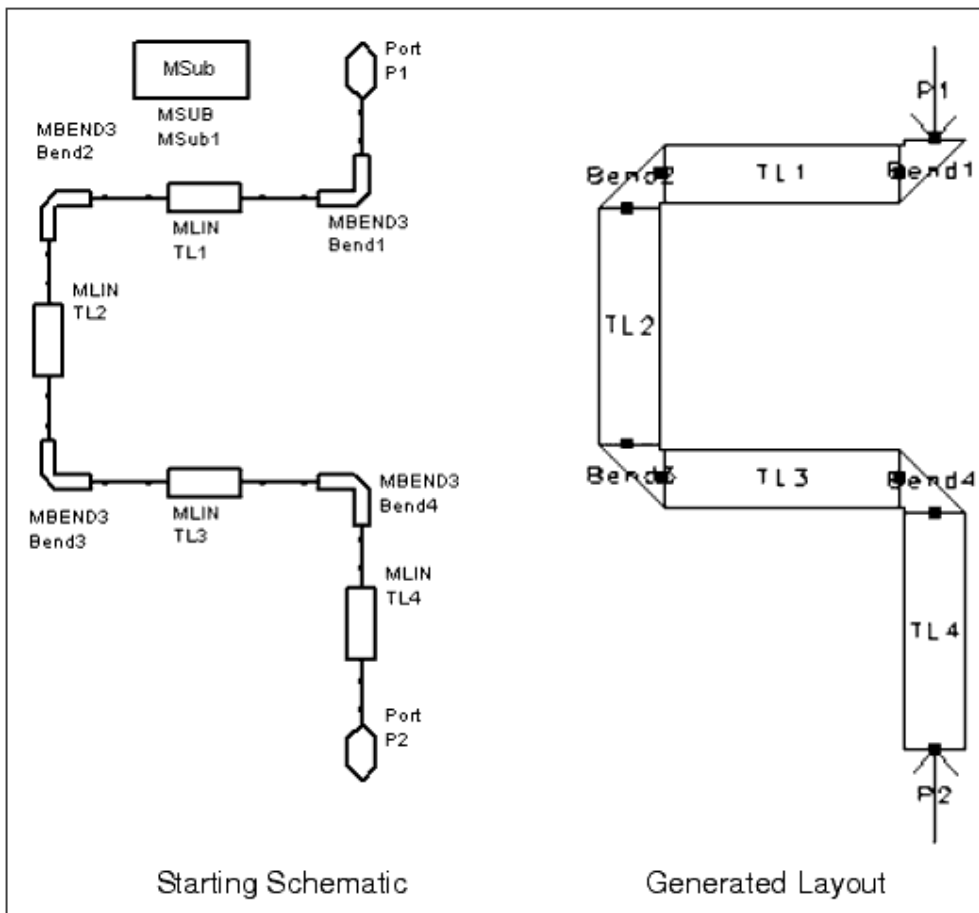 MSub
MSUB
MSub1
Port
P1
MBEND3
Bend2
MLIN
TL1
MBEND3
Bend1
MLIN
TL2
MBEND3
Bend3
MLIN
TL3
MBEND3
Bend4
MLIN
TL4
Port
P2
Starting Schematic
P1
Bend2
TL1
Bend1
TL2
Bend3
TL3
Bend4
TL4
P2
Generated Layout